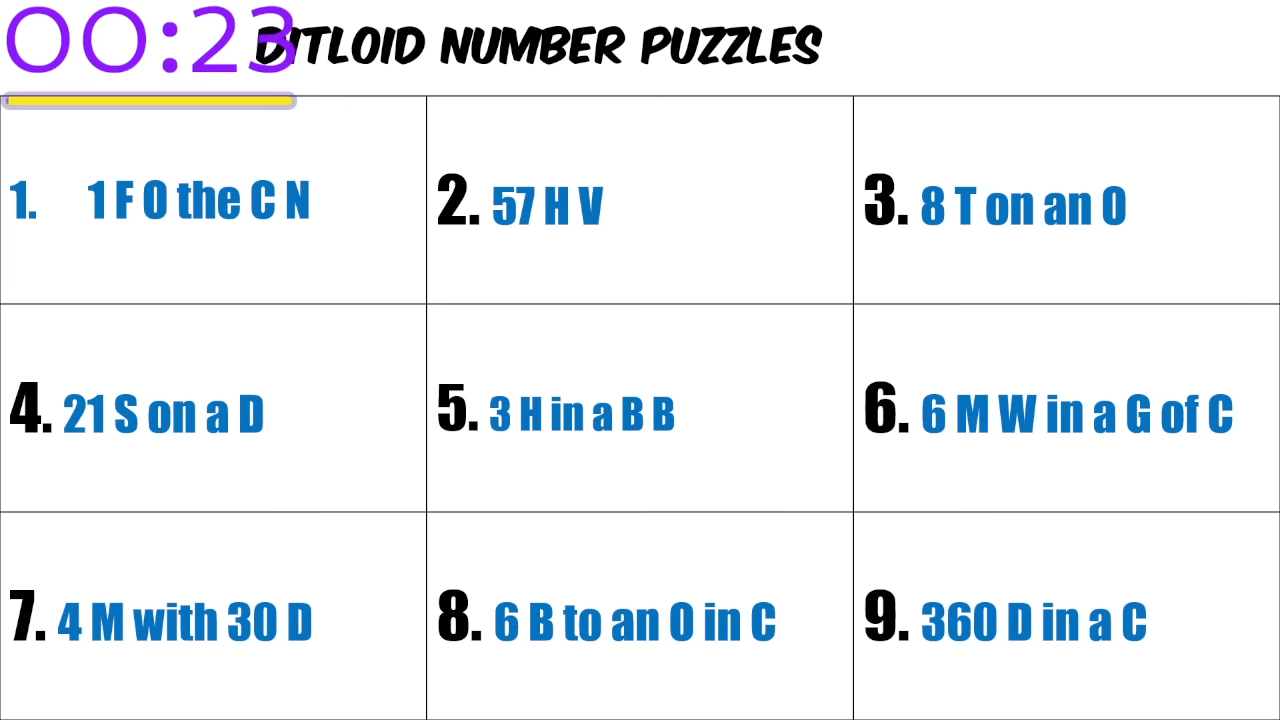 00:23
DITLOID NUMBER PUZZLES
1. 1 F O the C N
2. 57 H V
3. 8 T on an O
4. 21 S on a D
5. 3 H in a B B
6. 6 M W in a G of C
7. 4 M with 30 D
8. 6 B to an O in C
9. 360 D in a C